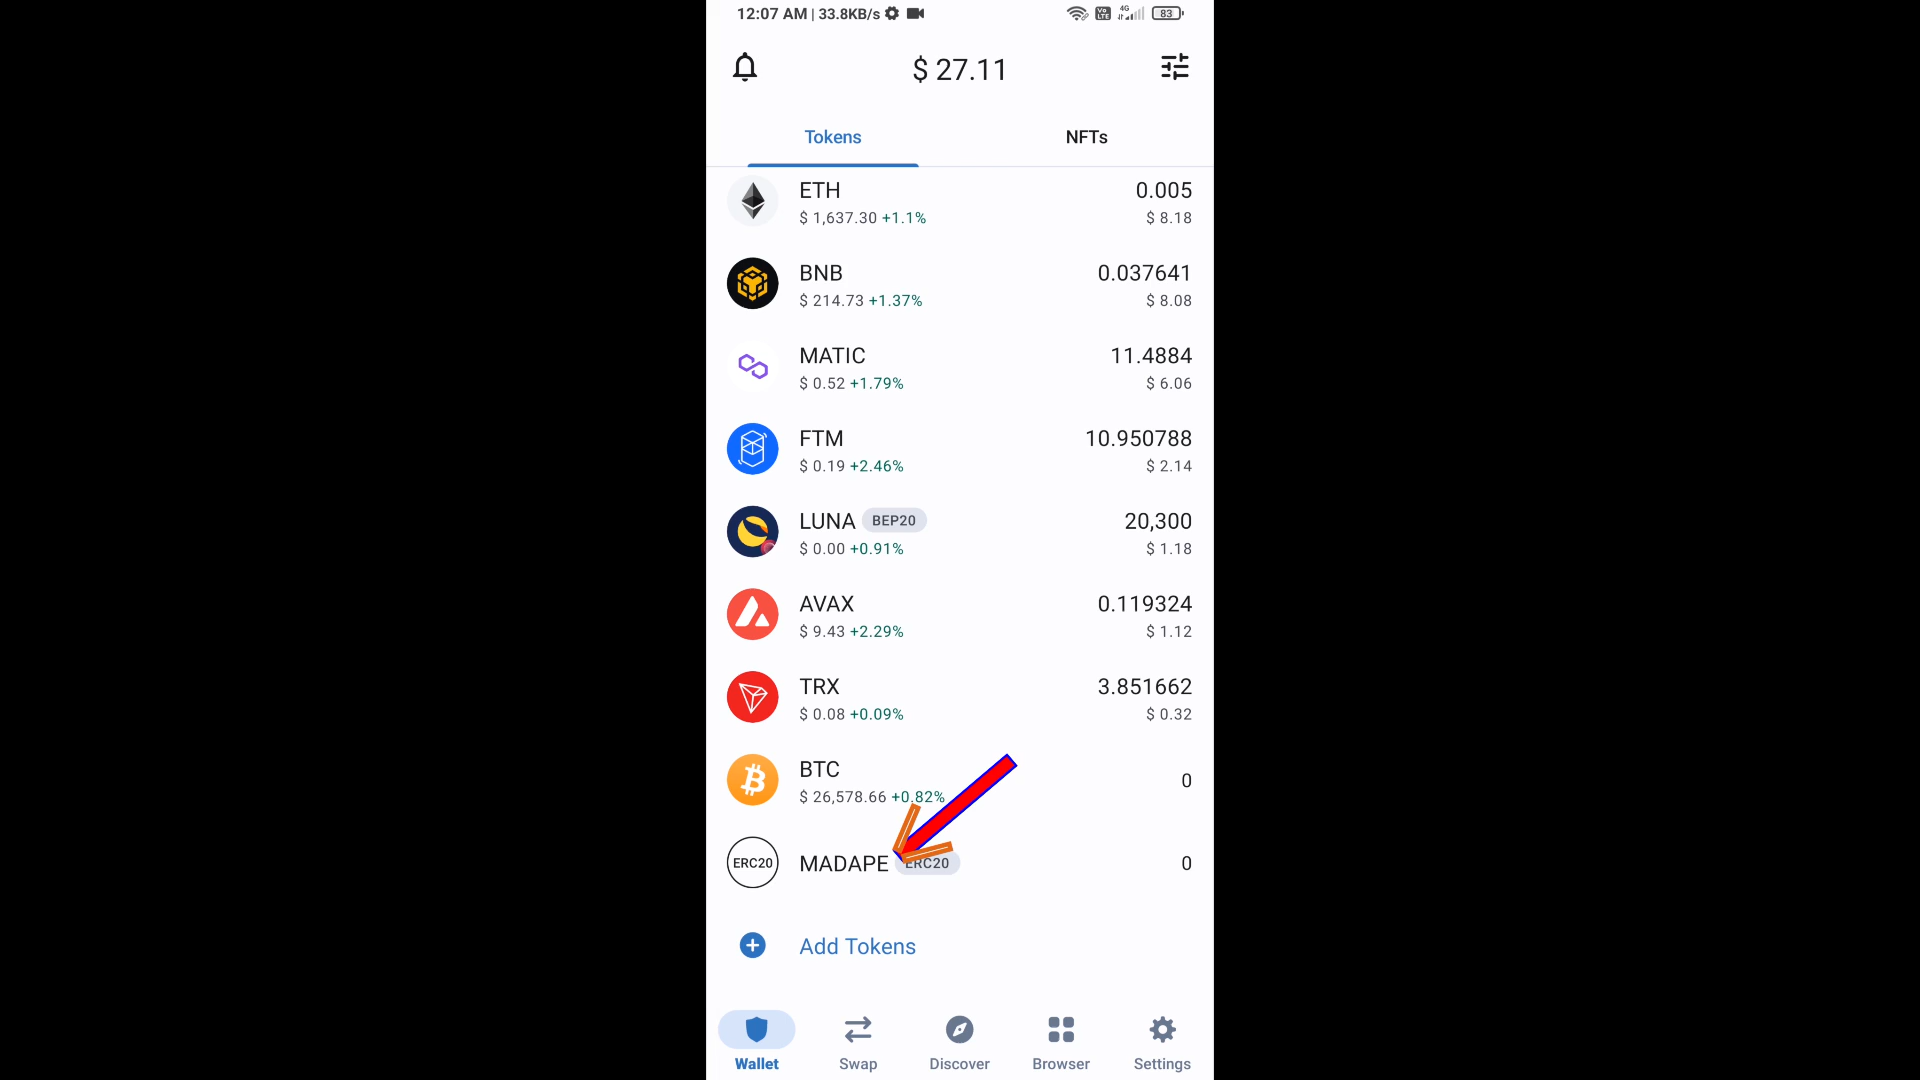 12:07 AM | 33.8KB/s
Vo LTE 4G 83
$ 27.11
Tokens NFTs
ETH 0.005
$ 1,637.30 +1.1% $ 8.18
BNB 0.037641
$ 214.73 +1.37% $ 8.08
MATIC 11.4884
$ 0.52 +1.79% $ 6.06
FTM 10.950788
$ 0.19 +2.46% $ 2.14
LUNA BEP20 20,300
$ 0.00 +0.91% $ 1.18
AVAX 0.119324
$ 9.43 +2.29% $ 1.12
TRX 3.851662
$ 0.08 +0.09% $ 0.32
BTC 0
$ 26,578.66 +0.82%
ERC20 MADAPE ERC20 0
Add Tokens
Wallet Swap Discover Browser Settings